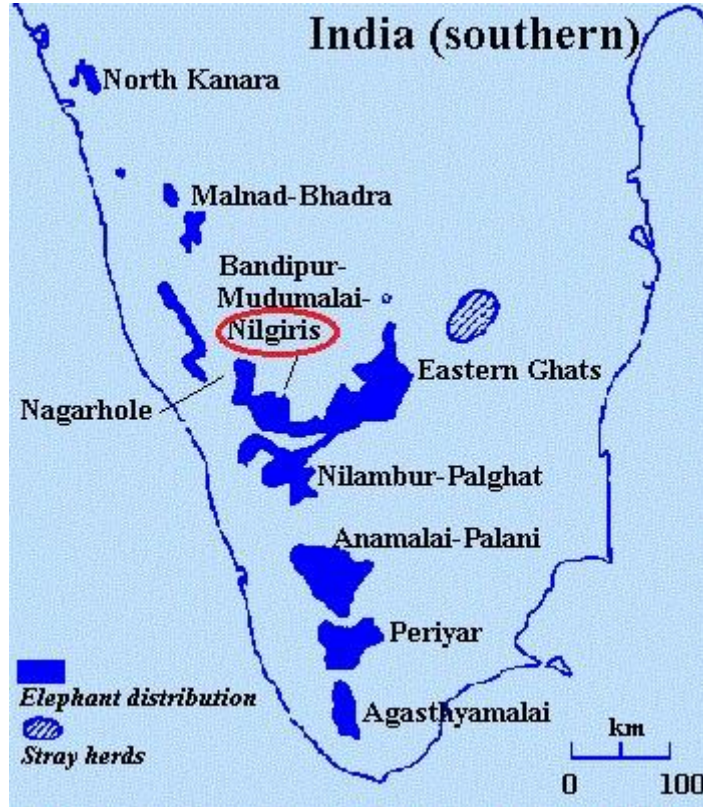 India (southern)
North Kanara
Malnad-Bhadra
Bandipur-
Mudumalai-
Nilgiris
Eastern Ghats
Nagarhole
Nilambur-Palghat
Anamalai-Palani
Periyar
Agasthyamalai
Elephant distribution
Stray herds
km
0 100